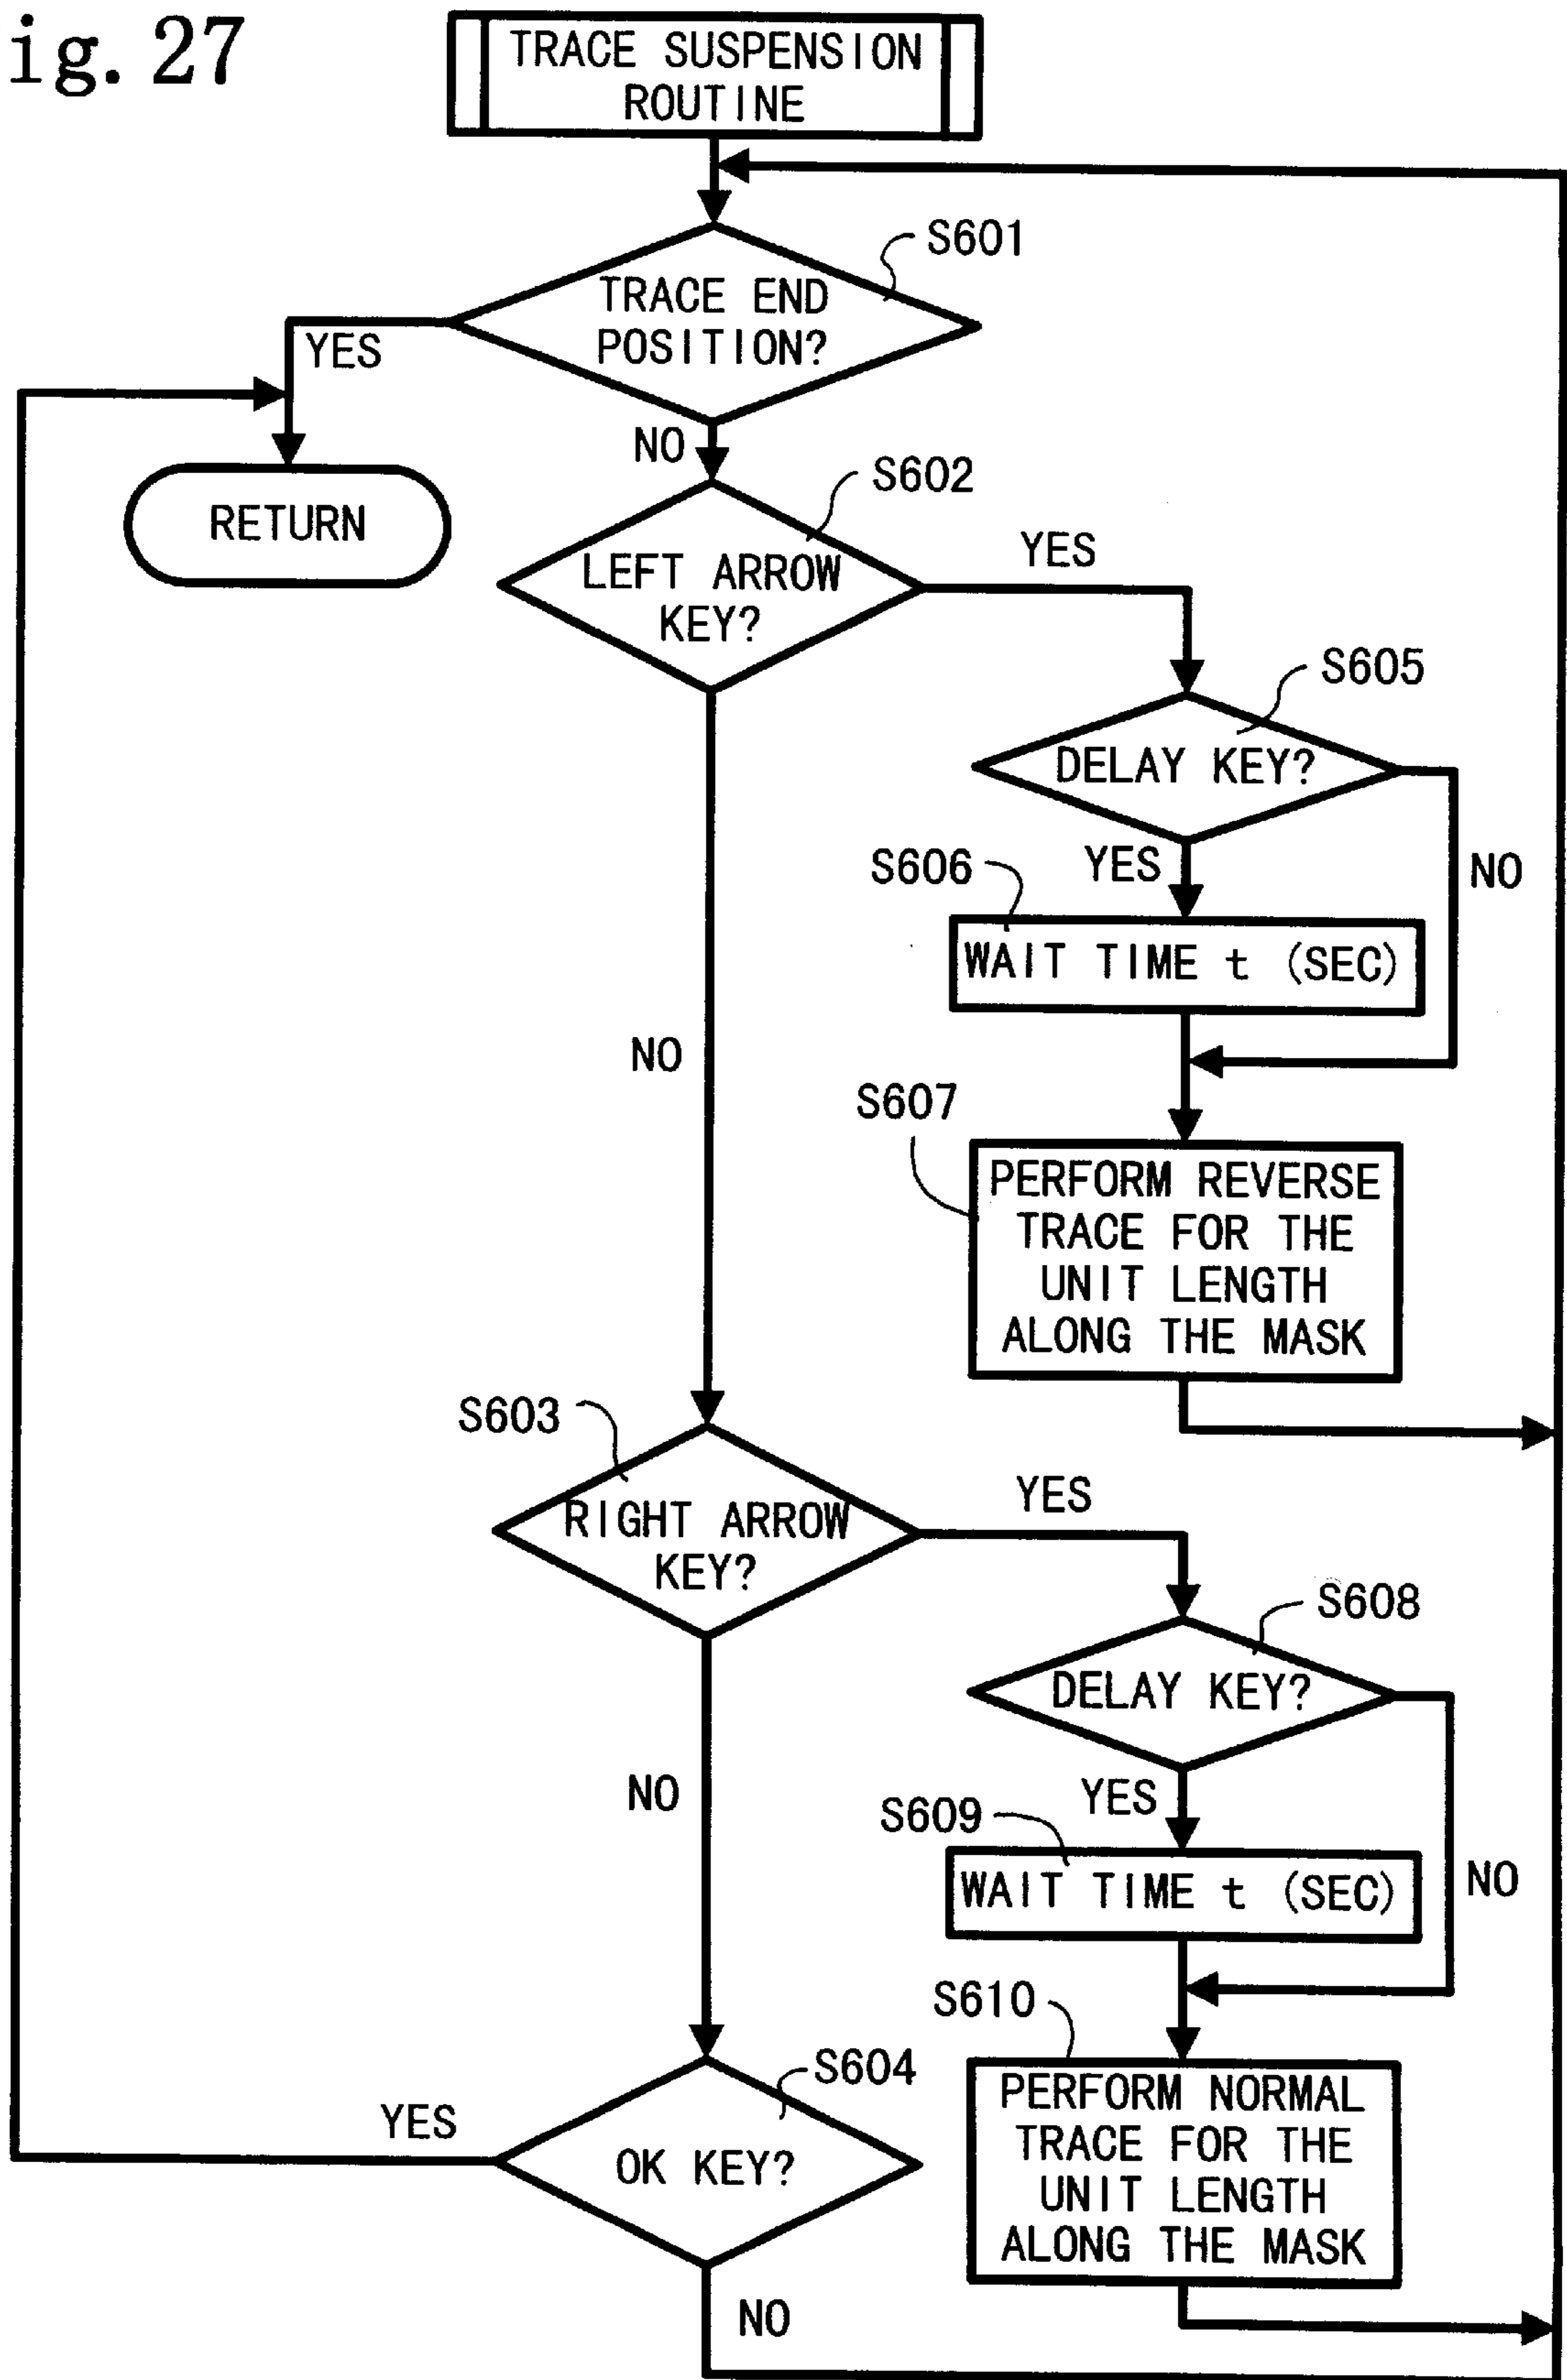 ig. 27
TRACE SUSPENSION
ROUTINE
S601
TRACE END
POSITION?
YES
NO
S602
RETURN
LEFT ARROW
KEY?
YES
S605
DELAY KEY?
S606
YES
NO
WAIT TIME t (SEC)
NO
S607
PERFORM REVERSE
TRACE FOR THE
UNIT LENGTH
ALONG THE MASK
S603
RIGHT ARROW
KEY?
YES
S608
DELAY KEY?
NO
YES
S609
NO
WAIT TIME t (SEC)
S610
S604
PERFORM NORMAL
TRACE FOR THE
UNIT LENGTH
ALONG THE MASK
YES
OK KEY?
NO